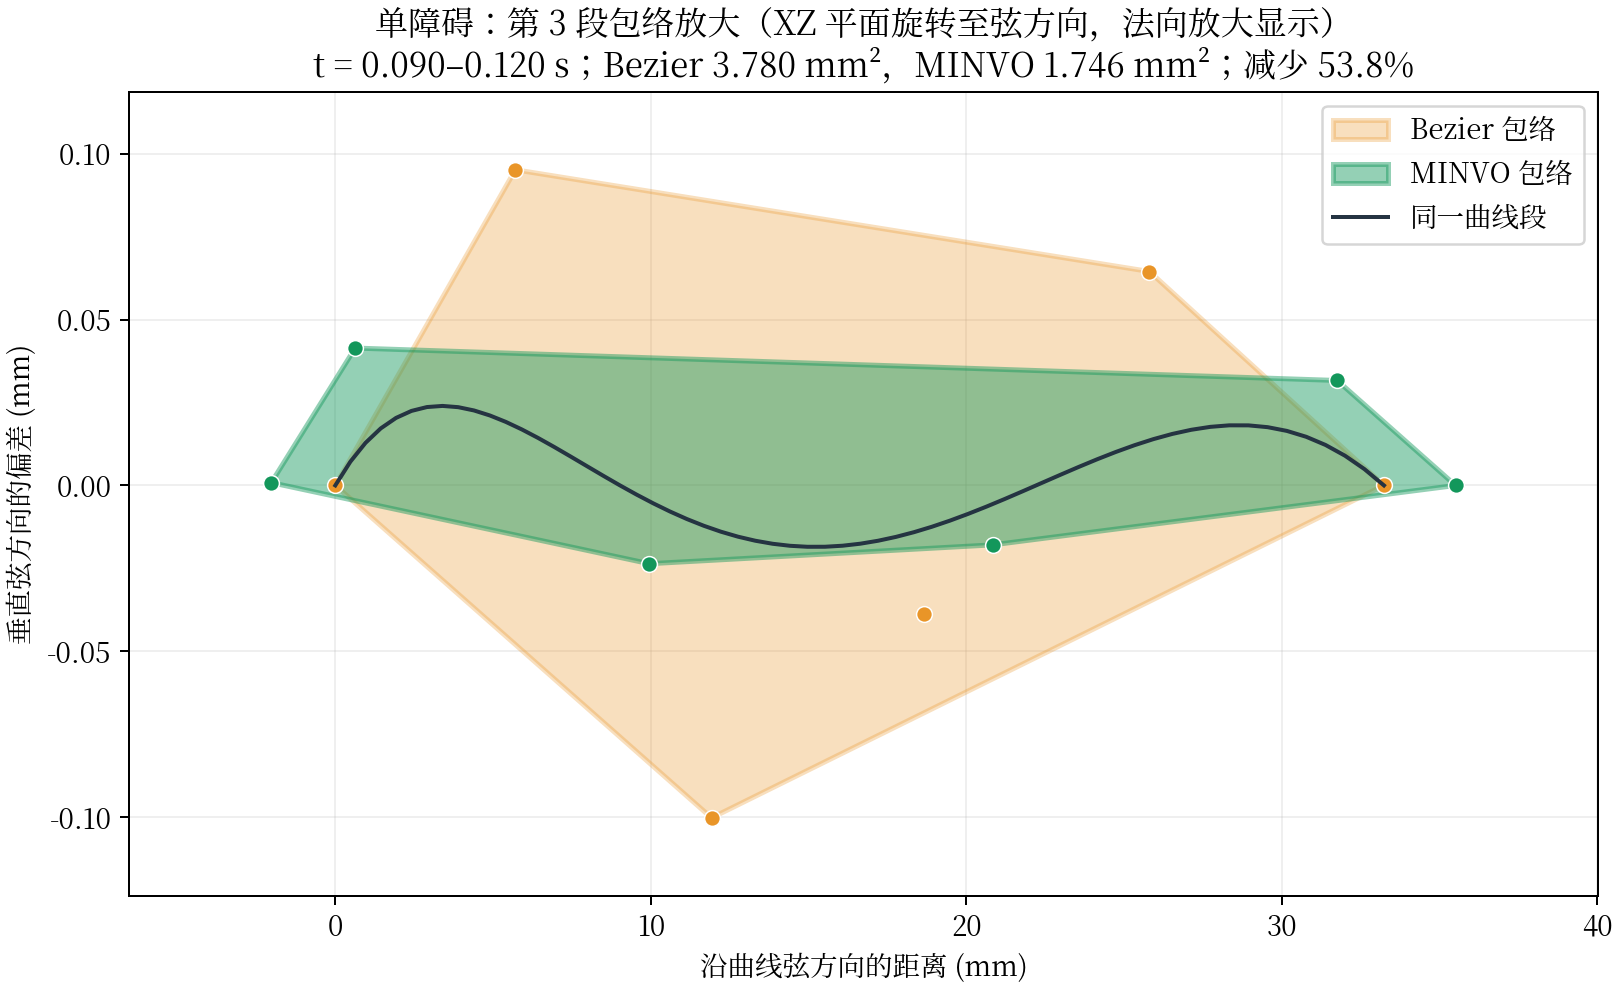 单障碍：第 3 段包络放大（XZ 平面旋转至弦方向，法向放大显示）
t = 0.090–0.120 s；Bezier 3.780 mm²，MINVO 1.746 mm²；减少 53.8%
Bezier 包络
MINVO 包络
同一曲线段
垂直弦方向的偏差 (mm)
0.10
0.05
0.00
-0.05
-0.10
0
10
20
30
40
沿曲线弦方向的距离 (mm)